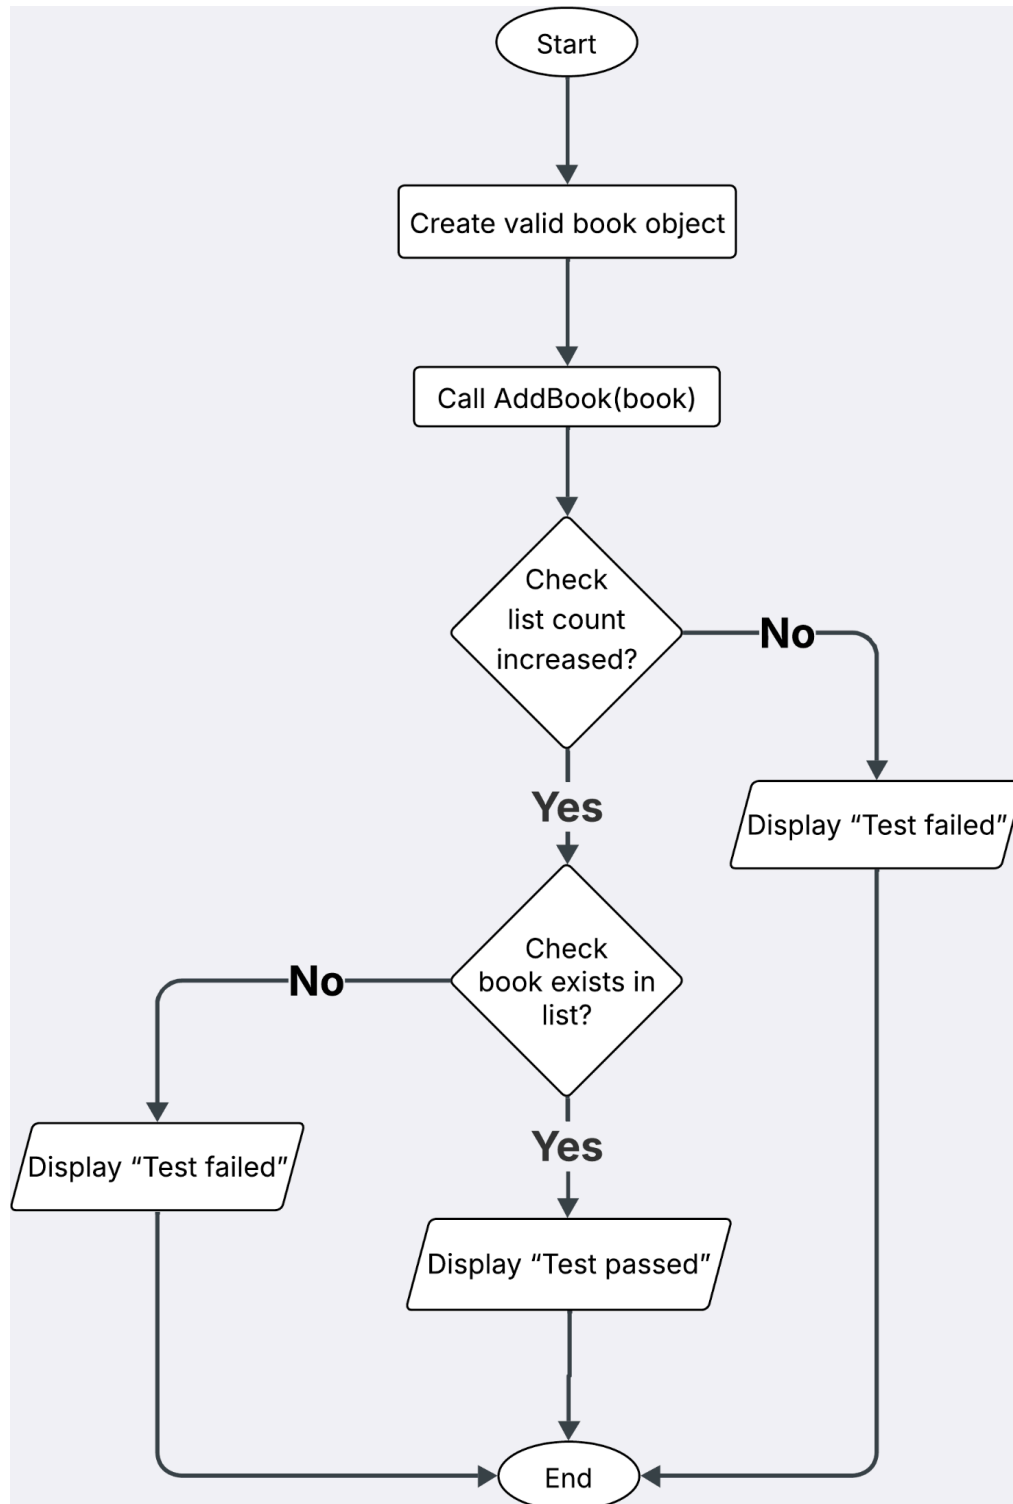 Start
Create valid book object
Call AddBook(book)
Check
list count
increased?
No
Yes
Display “Test failed”
Check
book exists in
list?
No
Yes
Display “Test failed”
Display “Test passed”
End